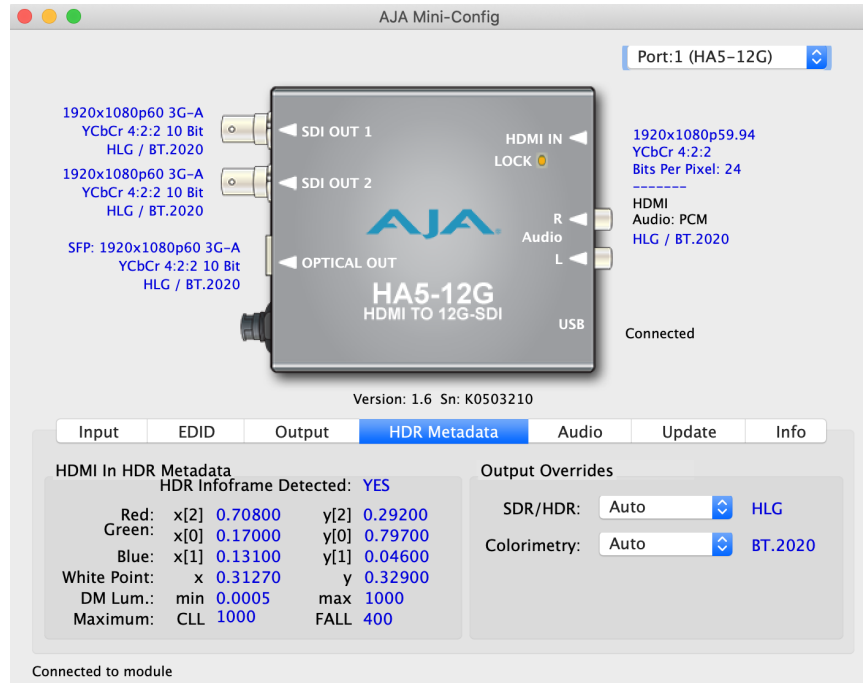 AJA Mini-Config
Port:1 (HA5-12G)
1920x1080p60 3G-A
YCbCr 4:2:2 10 Bit
HLG / BT.2020
1920x1080p60 3G-A
YCbCr 4:2:2 10 Bit
HLG / BT.2020
SFP: 1920x1080p60 3G-A
YCbCr 4:2:2 10 Bit
HLG / BT.2020
SDI OUT 1
SDI OUT 2
OPTICAL OUT
HDMI IN
LOCK
AJA
R
Audio
L
HA5-12G
HDMI TO 12G-SDI
USB
1920x1080p59.94
YCbCr 4:2:2
Bits Per Pixel: 24
-------
HDMI
Audio: PCM
HLG / BT.2020
Connected
Version: 1.6 Sn: K0503210
Input EDID Output HDR Metadata Audio Update Info
HDMI In HDR Metadata
HDR Infoframe Detected: YES
Red: x[2] 0.70800 y[2] 0.29200
Green: x[0] 0.17000 y[0] 0.79700
Blue: x[1] 0.13100 y[1] 0.04600
White Point: x 0.31270 y 0.32900
DM Lum.: min 0.0005 max 1000
Maximum: CLL 1000 FALL 400
Output Overrides
SDR/HDR: Auto HLG
Colorimetry: Auto BT.2020
Connected to module